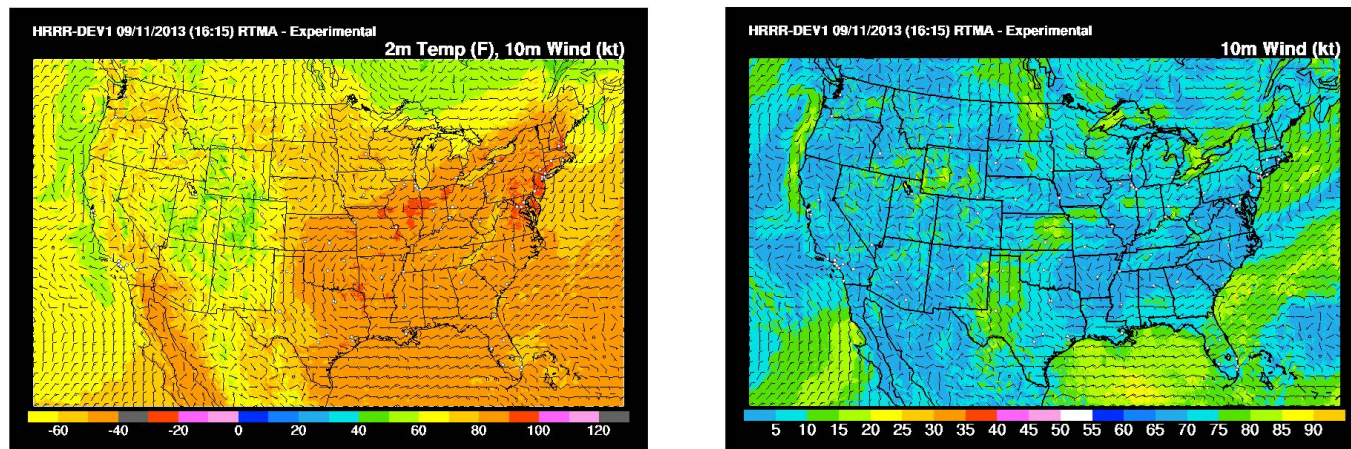 HRRR-DEV1 09/11/2013 (16:15) RTMA - Experimental
2m Temp (F), 10m Wind (kt)
-60 -40 -20 0 20 40 60 80 100 120
HRRR-DEV1 09/11/2013 (16:15) RTMA - Experimental
10m Wind (kt)
5 10 15 20 25 30 35 40 45 50 55 60 65 70 75 80 85 90